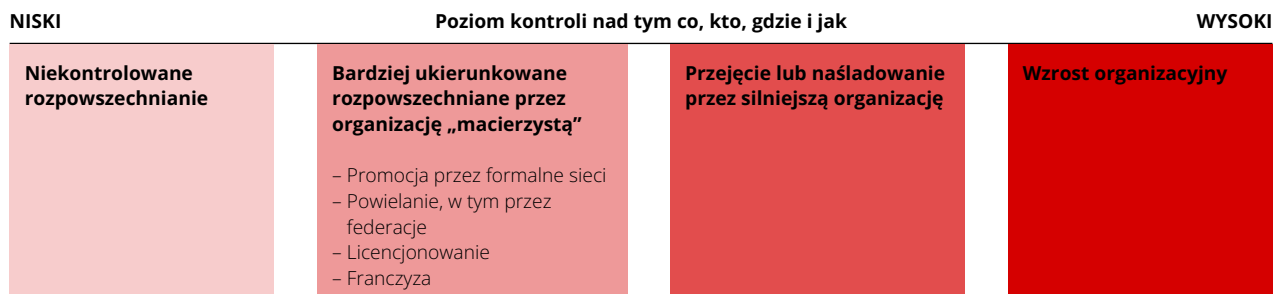 NISKI Poziom kontroli nad tym co, kto, gdzie i jak WYSOKI
Niekontrolowane
rozpowszechnianie
Bardziej ukierunkowane
rozpowszechniane przez
organizację „macierzystą”
– Promocja przez formalne sieci
– Powielanie, w tym przez
federacje
– Licencjonowanie
– Franczyza
Przejęcie lub naśladowanie
przez silniejszą organizację
Wzrost organizacyjny